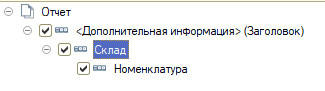 Отчет
<Дополнительная информация> (Заголовок)
Склад
Номенклатура